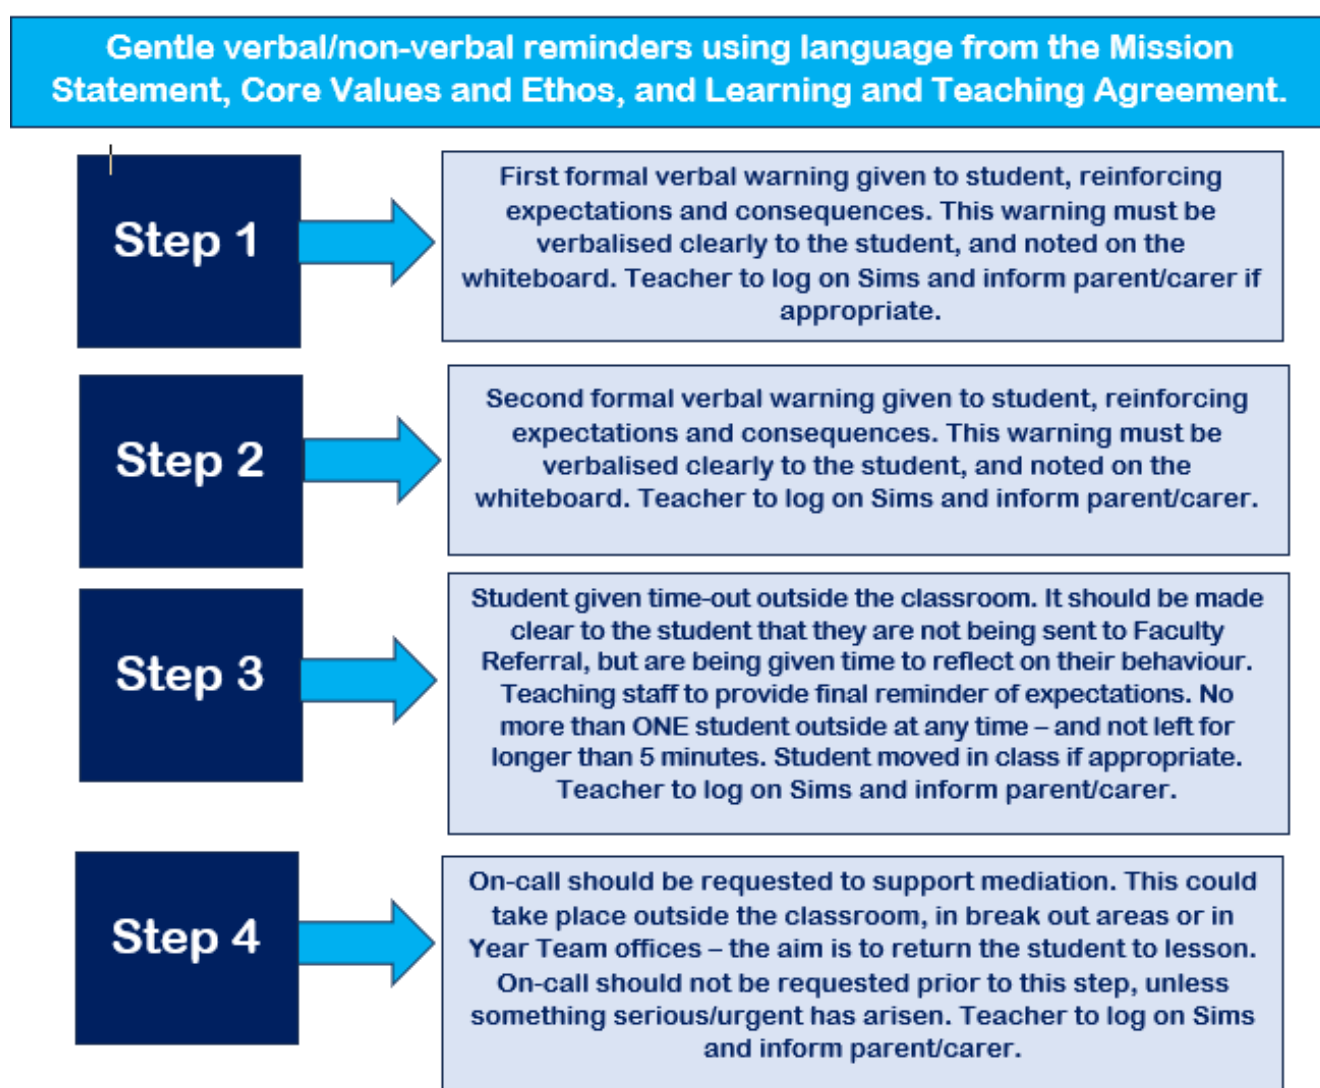 Gentle verbal/non-verbal reminders using language from the Mission
Statement, Core Values and Ethos, and Learning and Teaching Agreement.
Step 1
First formal verbal warning given to student, reinforcing
expectations and consequences. This warning must be
verbalised clearly to the student, and noted on the
whiteboard. Teacher to log on Sims and inform parent/carer if
appropriate.
Step 2
Second formal verbal warning given to student, reinforcing
expectations and consequences. This warning must be
verbalised clearly to the student, and noted on the
whiteboard. Teacher to log on Sims and inform parent/carer.
Step 3
Student given time-out outside the classroom. It should be made
clear to the student that they are not being sent to Faculty
Referral, but are being given time to reflect on their behaviour.
Teaching staff to provide final reminder of expectations. No
more than ONE student outside at any time – and not left for
longer than 5 minutes. Student moved in class if appropriate.
Teacher to log on Sims and inform parent/carer.
Step 4
On-call should be requested to support mediation. This could
take place outside the classroom, in break out areas or in
Year Team offices – the aim is to return the student to lesson.
On-call should not be requested prior to this step, unless
something serious/urgent has arisen. Teacher to log on Sims
and inform parent/carer.